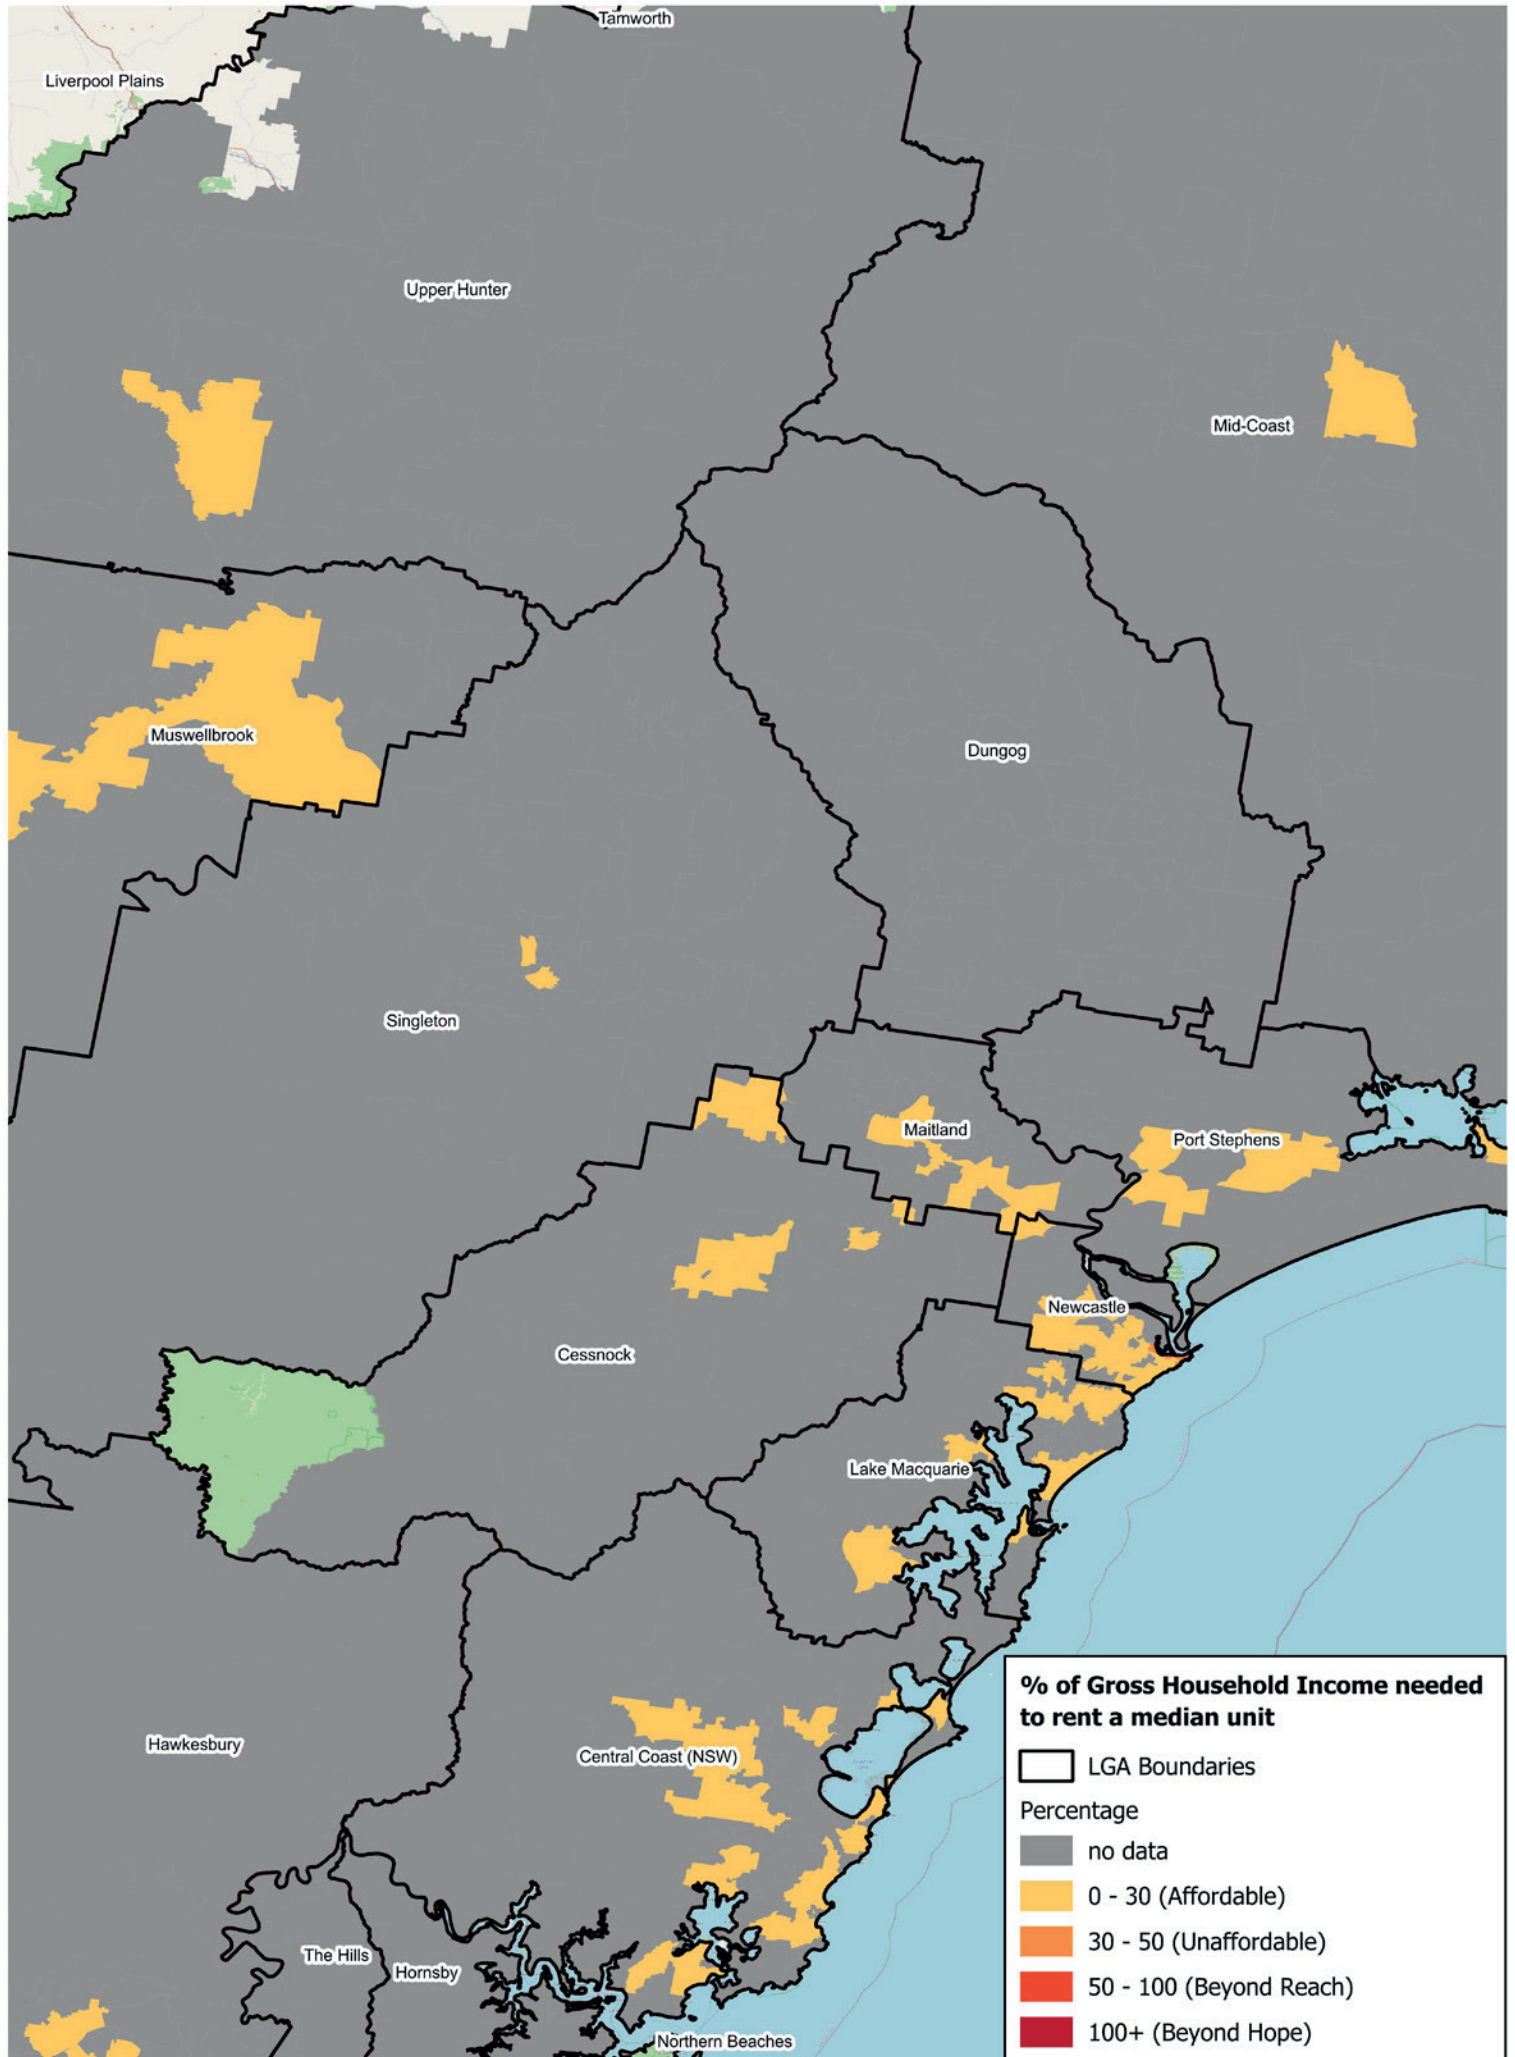 Tamworth
Liverpool Plains
Upper Hunter
Mid-Coast
Muswellbrook
Dungog
Singleton
Maitland
Port Stephens
Newcastle
Cessnock
Lake Macquarie
Hawkesbury
Central Coast (NSW)
The Hills
Hornsby
Northern Beaches
% of Gross Household Income needed
to rent a median unit
LGA Boundaries
Percentage
no data
0 - 30 (Affordable)
30 - 50 (Unaffordable)
50 - 100 (Beyond Reach)
100+ (Beyond Hope)